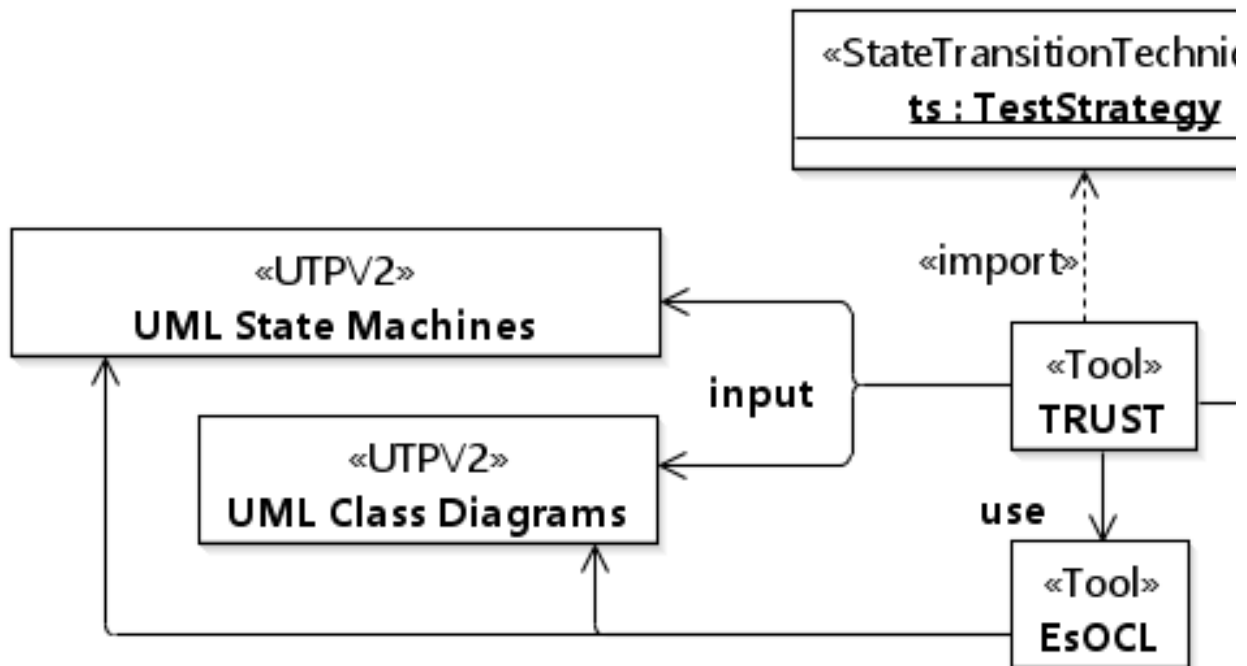 «StateTransitionTechni
ts : TestStrategy
«UTPV2»
UML State Machines
«import»
«Tool»
TRUST
input
«UTPV2»
UML Class Diagrams
use
«Tool»
EsOCL